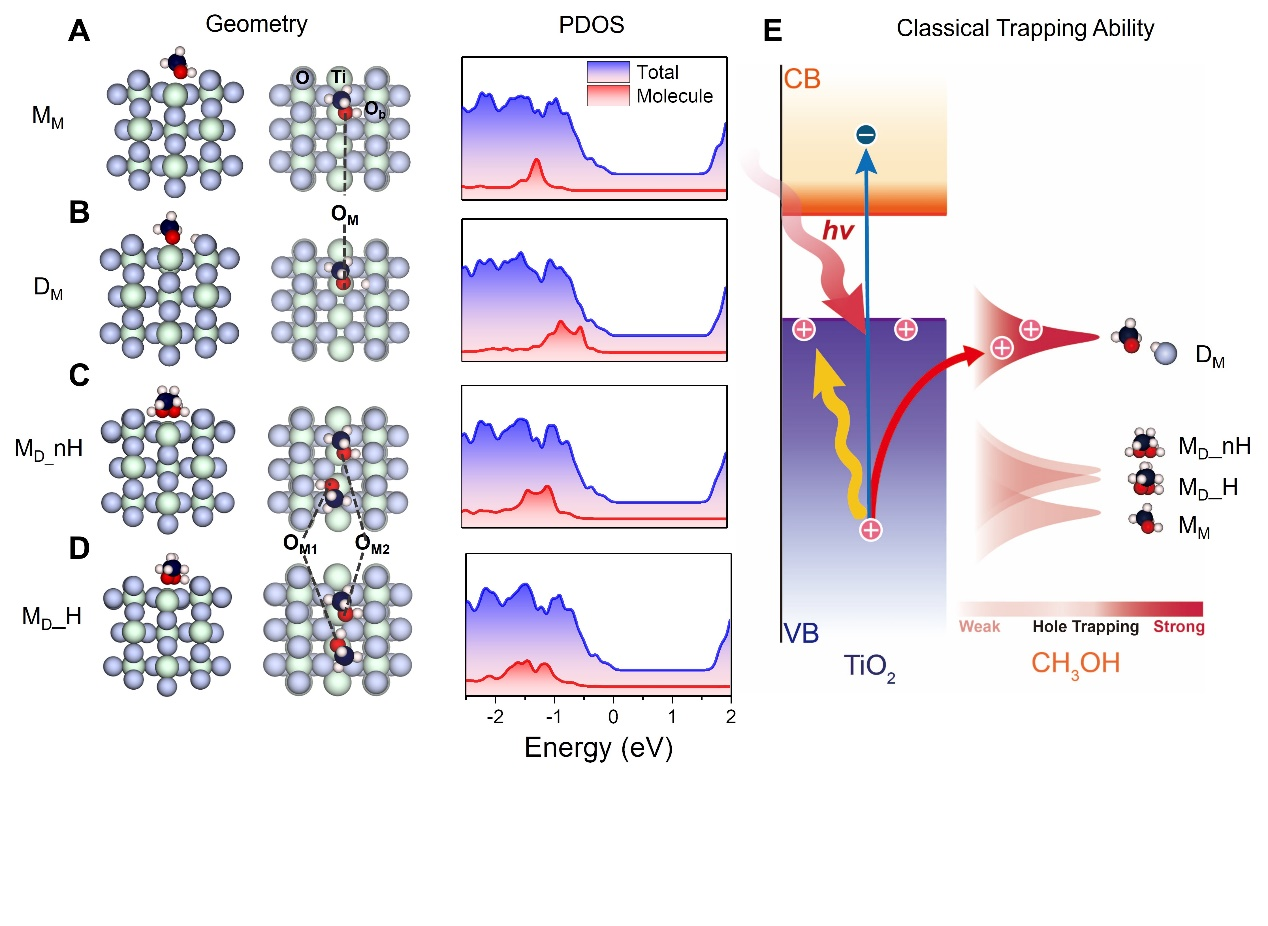 A
Geometry
PDOS
E
Classical Trapping Ability
M_M
O
Ti
O_b
Total
Molecule
CB
−
hν
B
O_M
D_M
+
+
+
+
D_M
C
M_D_nH
M_D_nH
M_D_H
M_M
+
D
O_M1
O_M2
M_D_H
Weak
Hole Trapping
Strong
VB
TiO₂
CH₃OH
-2
-1
0
1
2
Energy (eV)